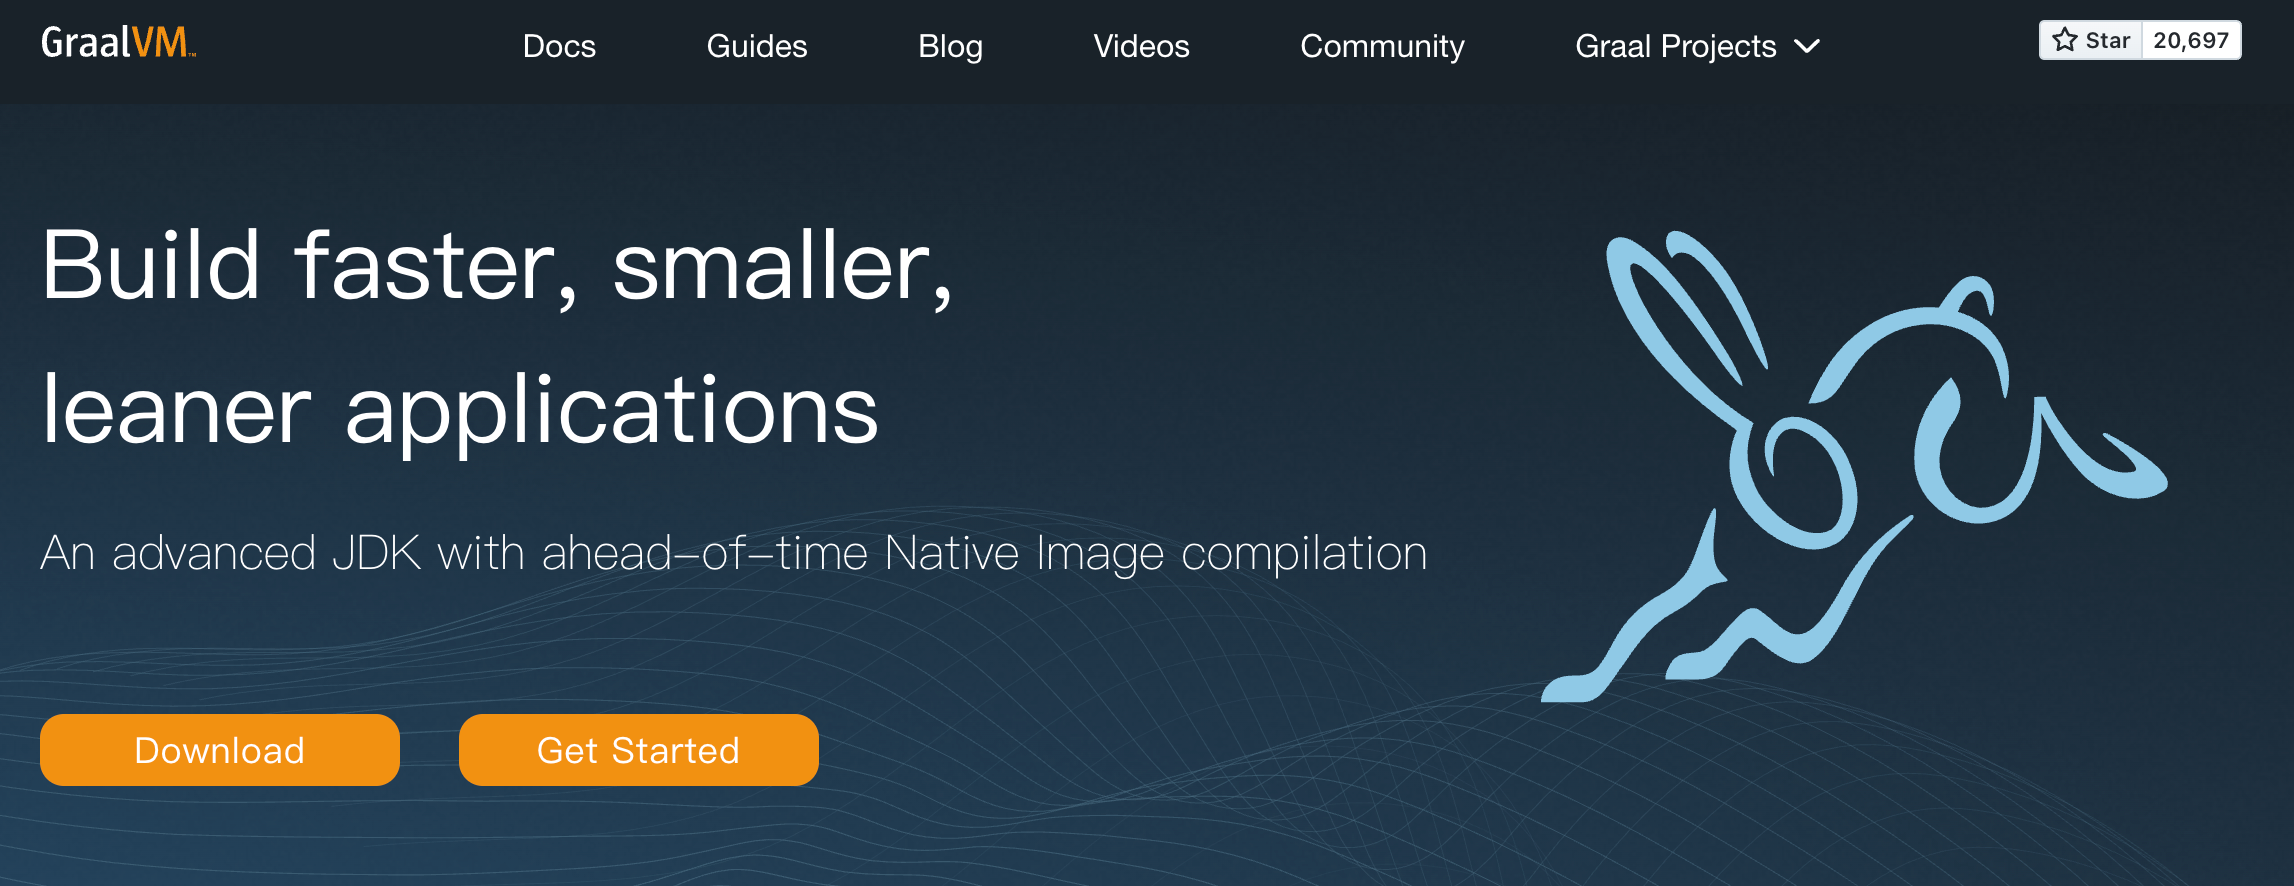 GraalVM™
Docs
Guides
Blog
Videos
Community
Graal Projects
Star
20,697
Build faster, smaller,
leaner applications
An advanced JDK with ahead-of-time Native Image compilation
Download
Get Started